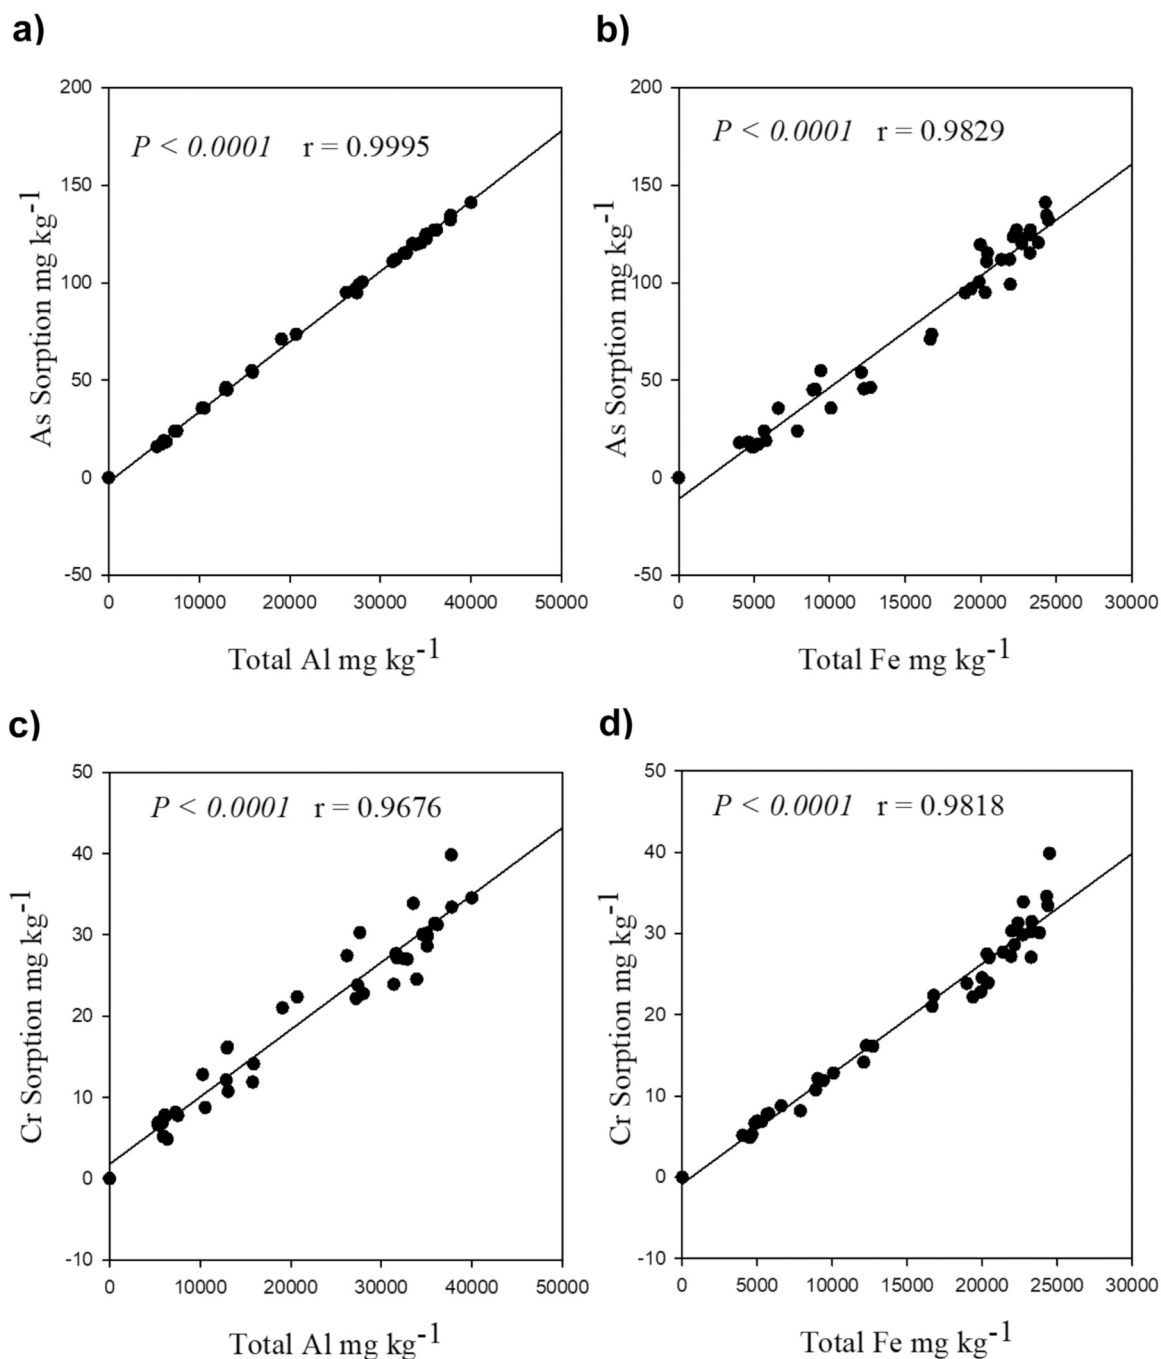 a)
200
150
100
50
0
-50
As Sorption mg kg-1
P < 0.0001 r = 0.9995
0 10000 20000 30000 40000 50000
Total Al mg kg-1
b)
200
150
100
50
0
-50
As Sorption mg kg-1
P < 0.0001 r = 0.9829
0 5000 10000 15000 20000 25000 30000
Total Fe mg kg-1
c)
50
40
30
20
10
0
-10
Cr Sorption mg kg-1
P < 0.0001 r = 0.9676
0 10000 20000 30000 40000 50000
Total Al mg kg-1
d)
50
40
30
20
10
0
-10
Cr Sorption mg kg-1
P < 0.0001 r = 0.9818
0 5000 10000 15000 20000 25000 30000
Total Fe mg kg-1